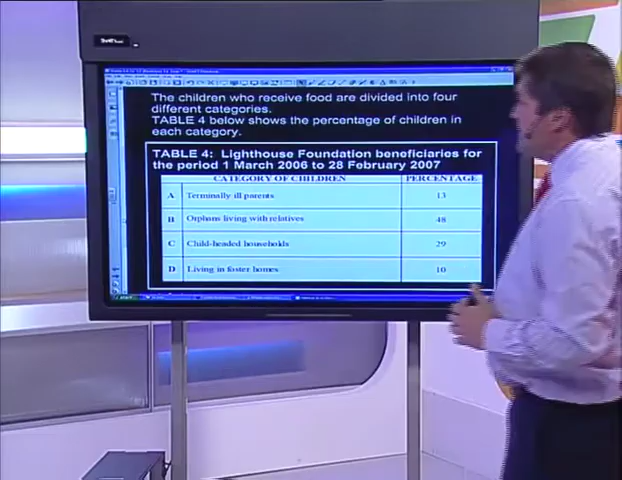 The children who receive food are divided into four
different categories.
TABLE 4 below shows the percentage of children in
each category.
TABLE 4: Lighthouse Foundation beneficiaries for
the period 1 March 2006 to 28 February 2007
CATEGORY OF CHILDREN PERCENTAGE
A Terminally ill parents 13
B Orphans living with relatives 48
C Child-headed households 29
D Living in foster homes 10